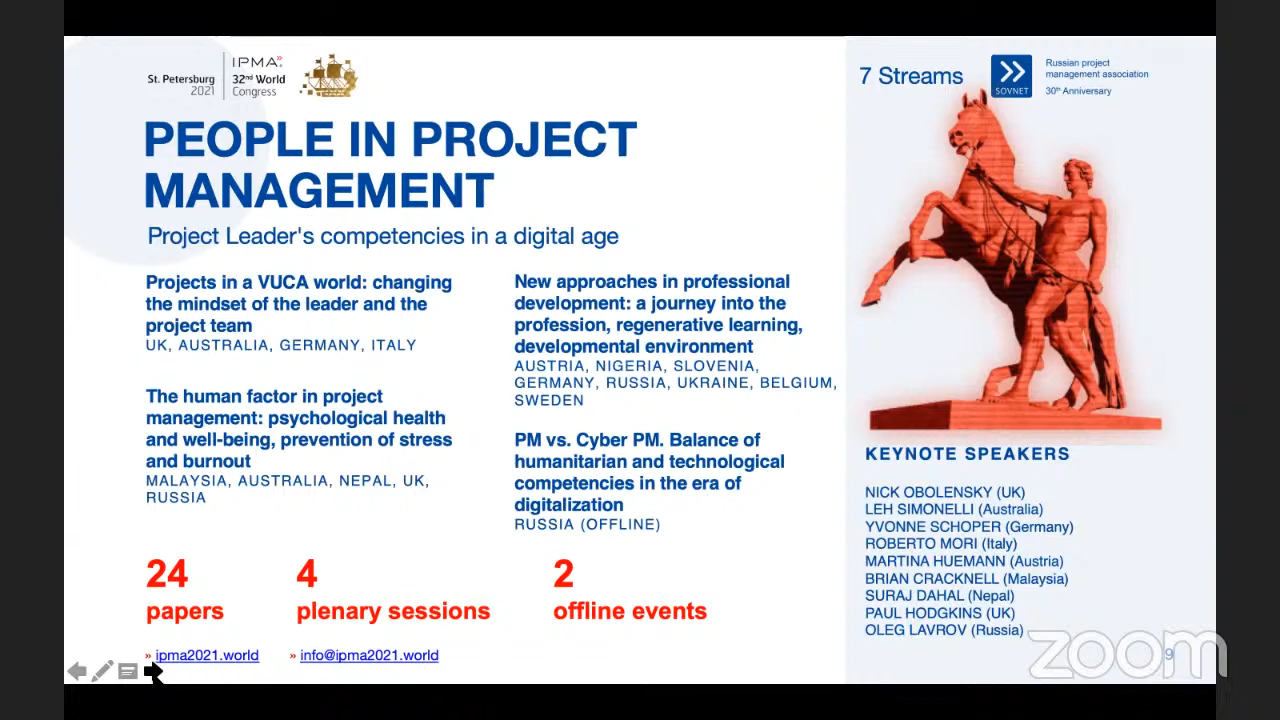 St. Petersburg
2021
IPMA
32nd World
Congress
7 Streams
SOVNET
Russian project
management association
30th Anniversary
PEOPLE IN PROJECT
MANAGEMENT
Project Leader's competencies in a digital age
Projects in a VUCA world: changing
the mindset of the leader and the
project team
UK, AUSTRALIA, GERMANY, ITALY
The human factor in project
management: psychological health
and well-being, prevention of stress
and burnout
MALAYSIA, AUSTRALIA, NEPAL, UK,
RUSSIA
New approaches in professional
development: a journey into the
profession, regenerative learning,
developmental environment
AUSTRIA, NIGERIA, SLOVENIA,
GERMANY, RUSSIA, UKRAINE, BELGIUM,
SWEDEN
PM vs. Cyber PM. Balance of
humanitarian and technological
competencies in the era of
digitalization
RUSSIA (OFFLINE)
24
papers
4
plenary sessions
2
offline events
» ipma2021.world
» info@ipma2021.world
KEYNOTE SPEAKERS
NICK OBOLENSKY (UK)
LEH SIMONELLI (Australia)
YVONNE SCHOPER (Germany)
ROBERTO MORI (Italy)
MARTINA HUEMANN (Austria)
BRIAN CRACKNELL (Malaysia)
SURAJ DAHAL (Nepal)
PAUL HODGKINS (UK)
OLEG LAVROV (Russia)
zoom
9